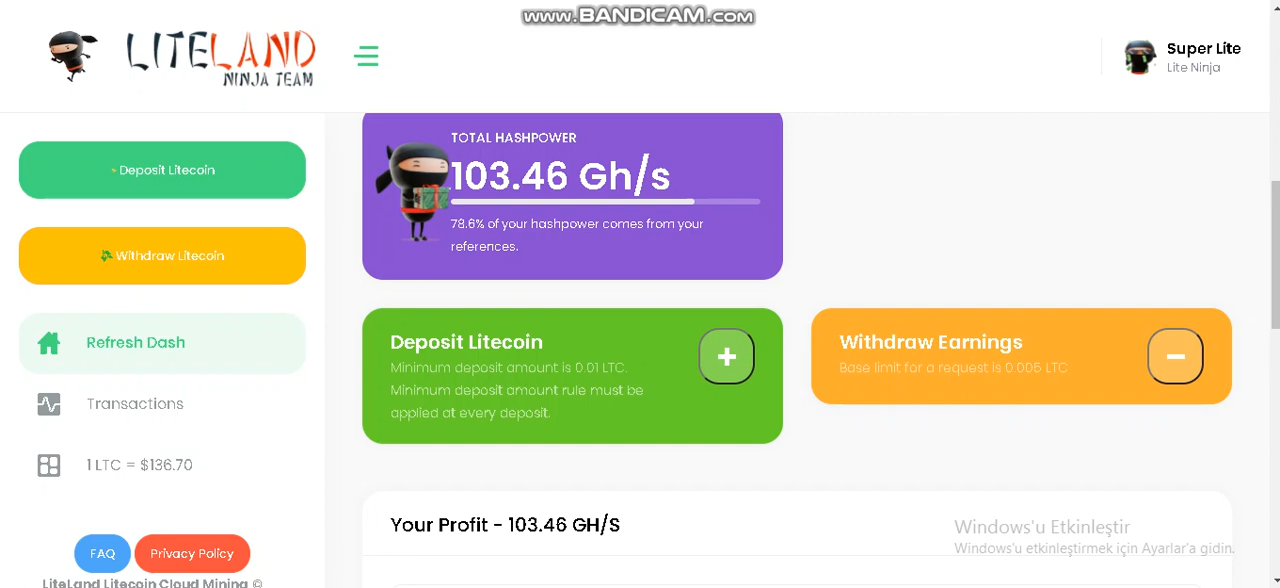 www.BANDICAM.com
LITELAND
NINJA TEAM
Super Lite
Lite Ninja
Deposit Litecoin
Withdraw Litecoin
Refresh Dash
Transactions
1 LTC = $136.70
FAQ
Privacy Policy
LiteLand Litecoin Cloud Mining ©
TOTAL HASHPOWER
103.46 Gh/s
78.6% of your hashpower comes from your
references.
Deposit Litecoin
Minimum deposit amount is 0.01 LTC.
Minimum deposit amount rule must be
applied at every deposit.
Withdraw Earnings
Base limit for a request is 0.005 LTC
Your Profit - 103.46 GH/S
Windows'u Etkinleştir
Windows'u etkinleştirmek için Ayarlar'a gidin.